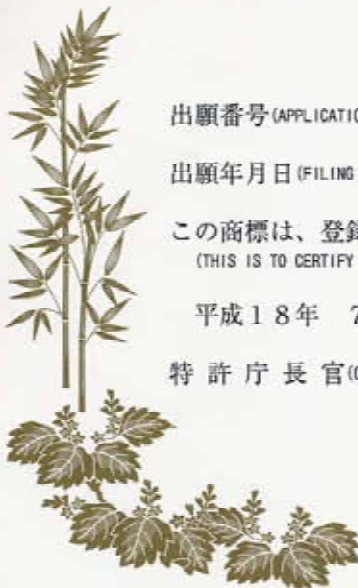 出願番号(APPLICATIO
出願年月日(FILING
この商標は、登録
(THIS IS TO CERTIFY
平成18年 7
特許庁長官(C